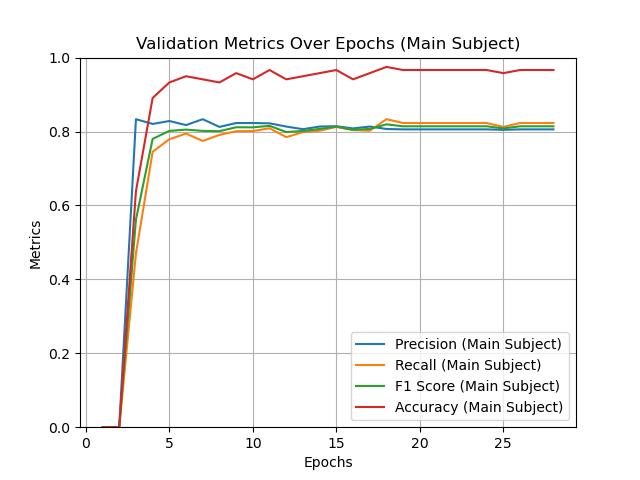 Validation Metrics Over Epochs (Main Subject)
1.0
0.8
0.6
0.4
0.2
0.0
Metrics
0
5
10
15
20
25
Epochs
Precision (Main Subject)
Recall (Main Subject)
F1 Score (Main Subject)
Accuracy (Main Subject)